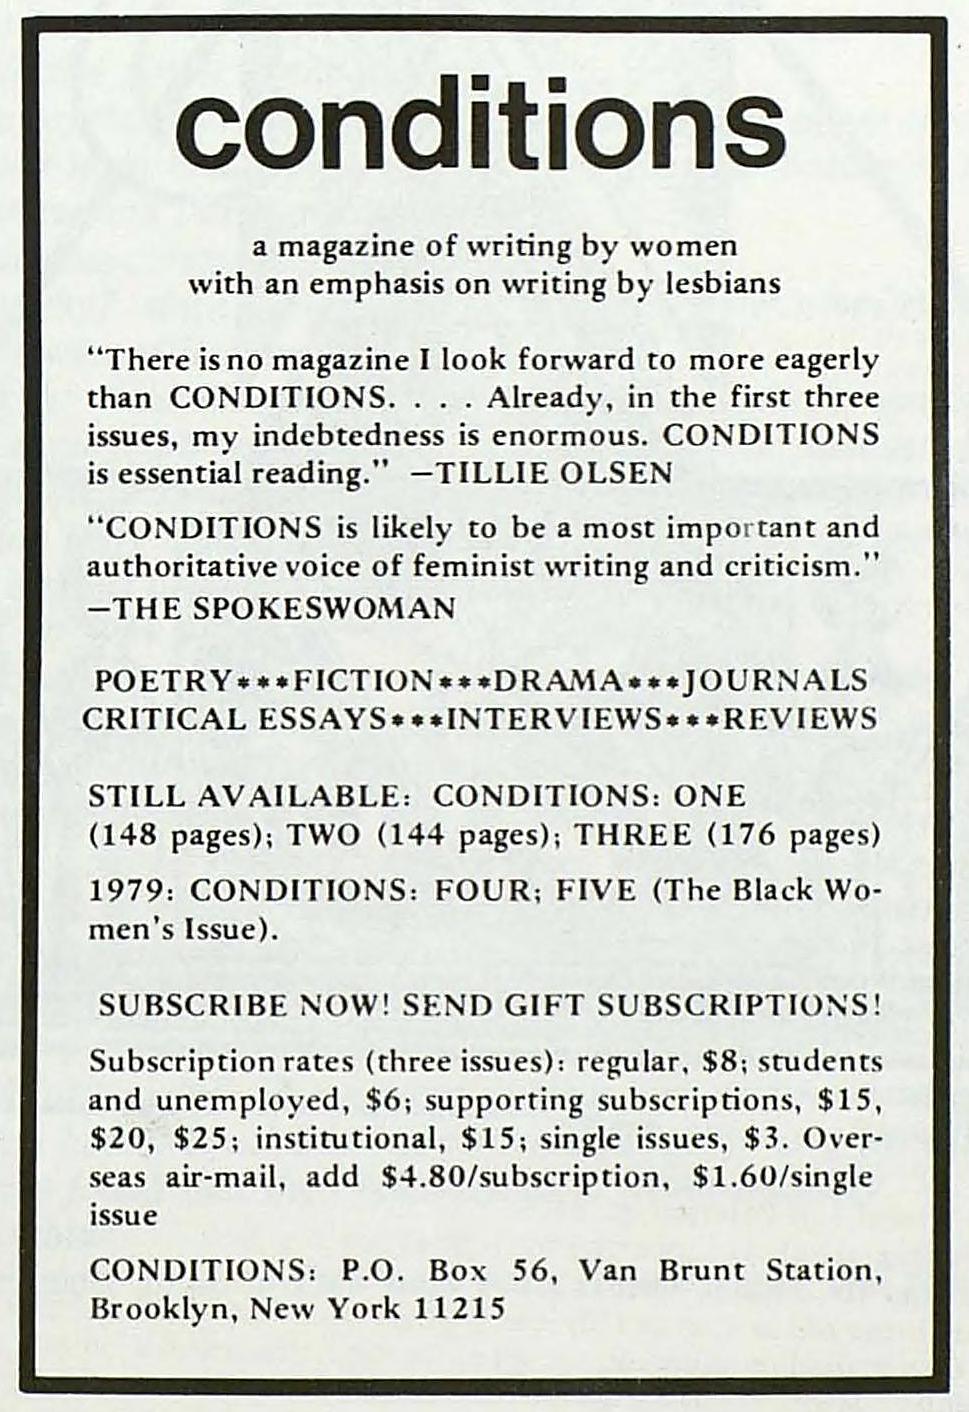 conditions
a magazine of writing by women
with an emphasis on writing by lesbians
“There is no magazine I look forward to more eagerly
than CONDITIONS. . . . Already, in the first three
issues, my indebtedness is enormous. CONDITIONS
is essential reading.” —TILLIE OLSEN
“CONDITIONS is likely to be a most important and
authoritative voice of feminist writing and criticism.”
—THE SPOKESWOMAN
POETRY***FICTION***DRAMA***JOURNALS
CRITICAL ESSAYS***INTERVIEWS***REVIEWS
STILL AVAILABLE: CONDITIONS: ONE
(148 pages); TWO (144 pages); THREE (176 pages)
1979: CONDITIONS: FOUR; FIVE (The Black Wo-
men's Issue).
SUBSCRIBE NOW! SEND GIFT SUBSCRIPTIONS!
Subscription rates (three issues): regular, $8; students
and unemployed, $6; supporting subscriptions, $15,
$20, $25; institutional, $15; single issues, $3. Over-
seas air-mail, add $4.80/subscription, $1.60/single
issue
CONDITIONS: P.O. Box 56, Van Brunt Station,
Brooklyn, New York 11215